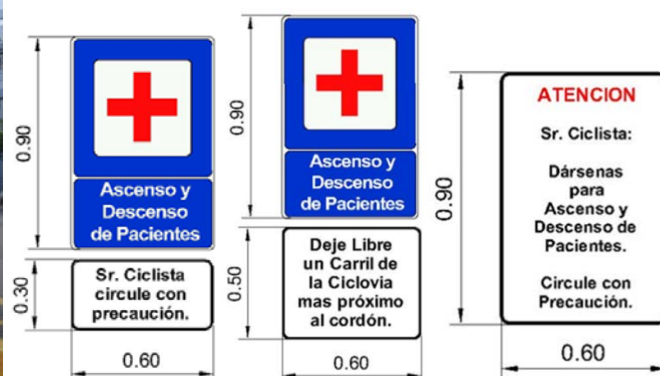 0.90
Ascenso y
Descenso
de Pacientes
0.30
Sr. Ciclista
circule con
precaución.
0.60
0.90
Ascenso y
Descenso
de Pacientes
0.50
Deje Libre
un Carril de
la Ciclovia
mas próximo
al cordón.
0.60
0.90
ATENCION
Sr. Ciclista:
Dársenas
para
Ascenso y
Descenso de
Pacientes.
Circule con
Precaución.
0.60